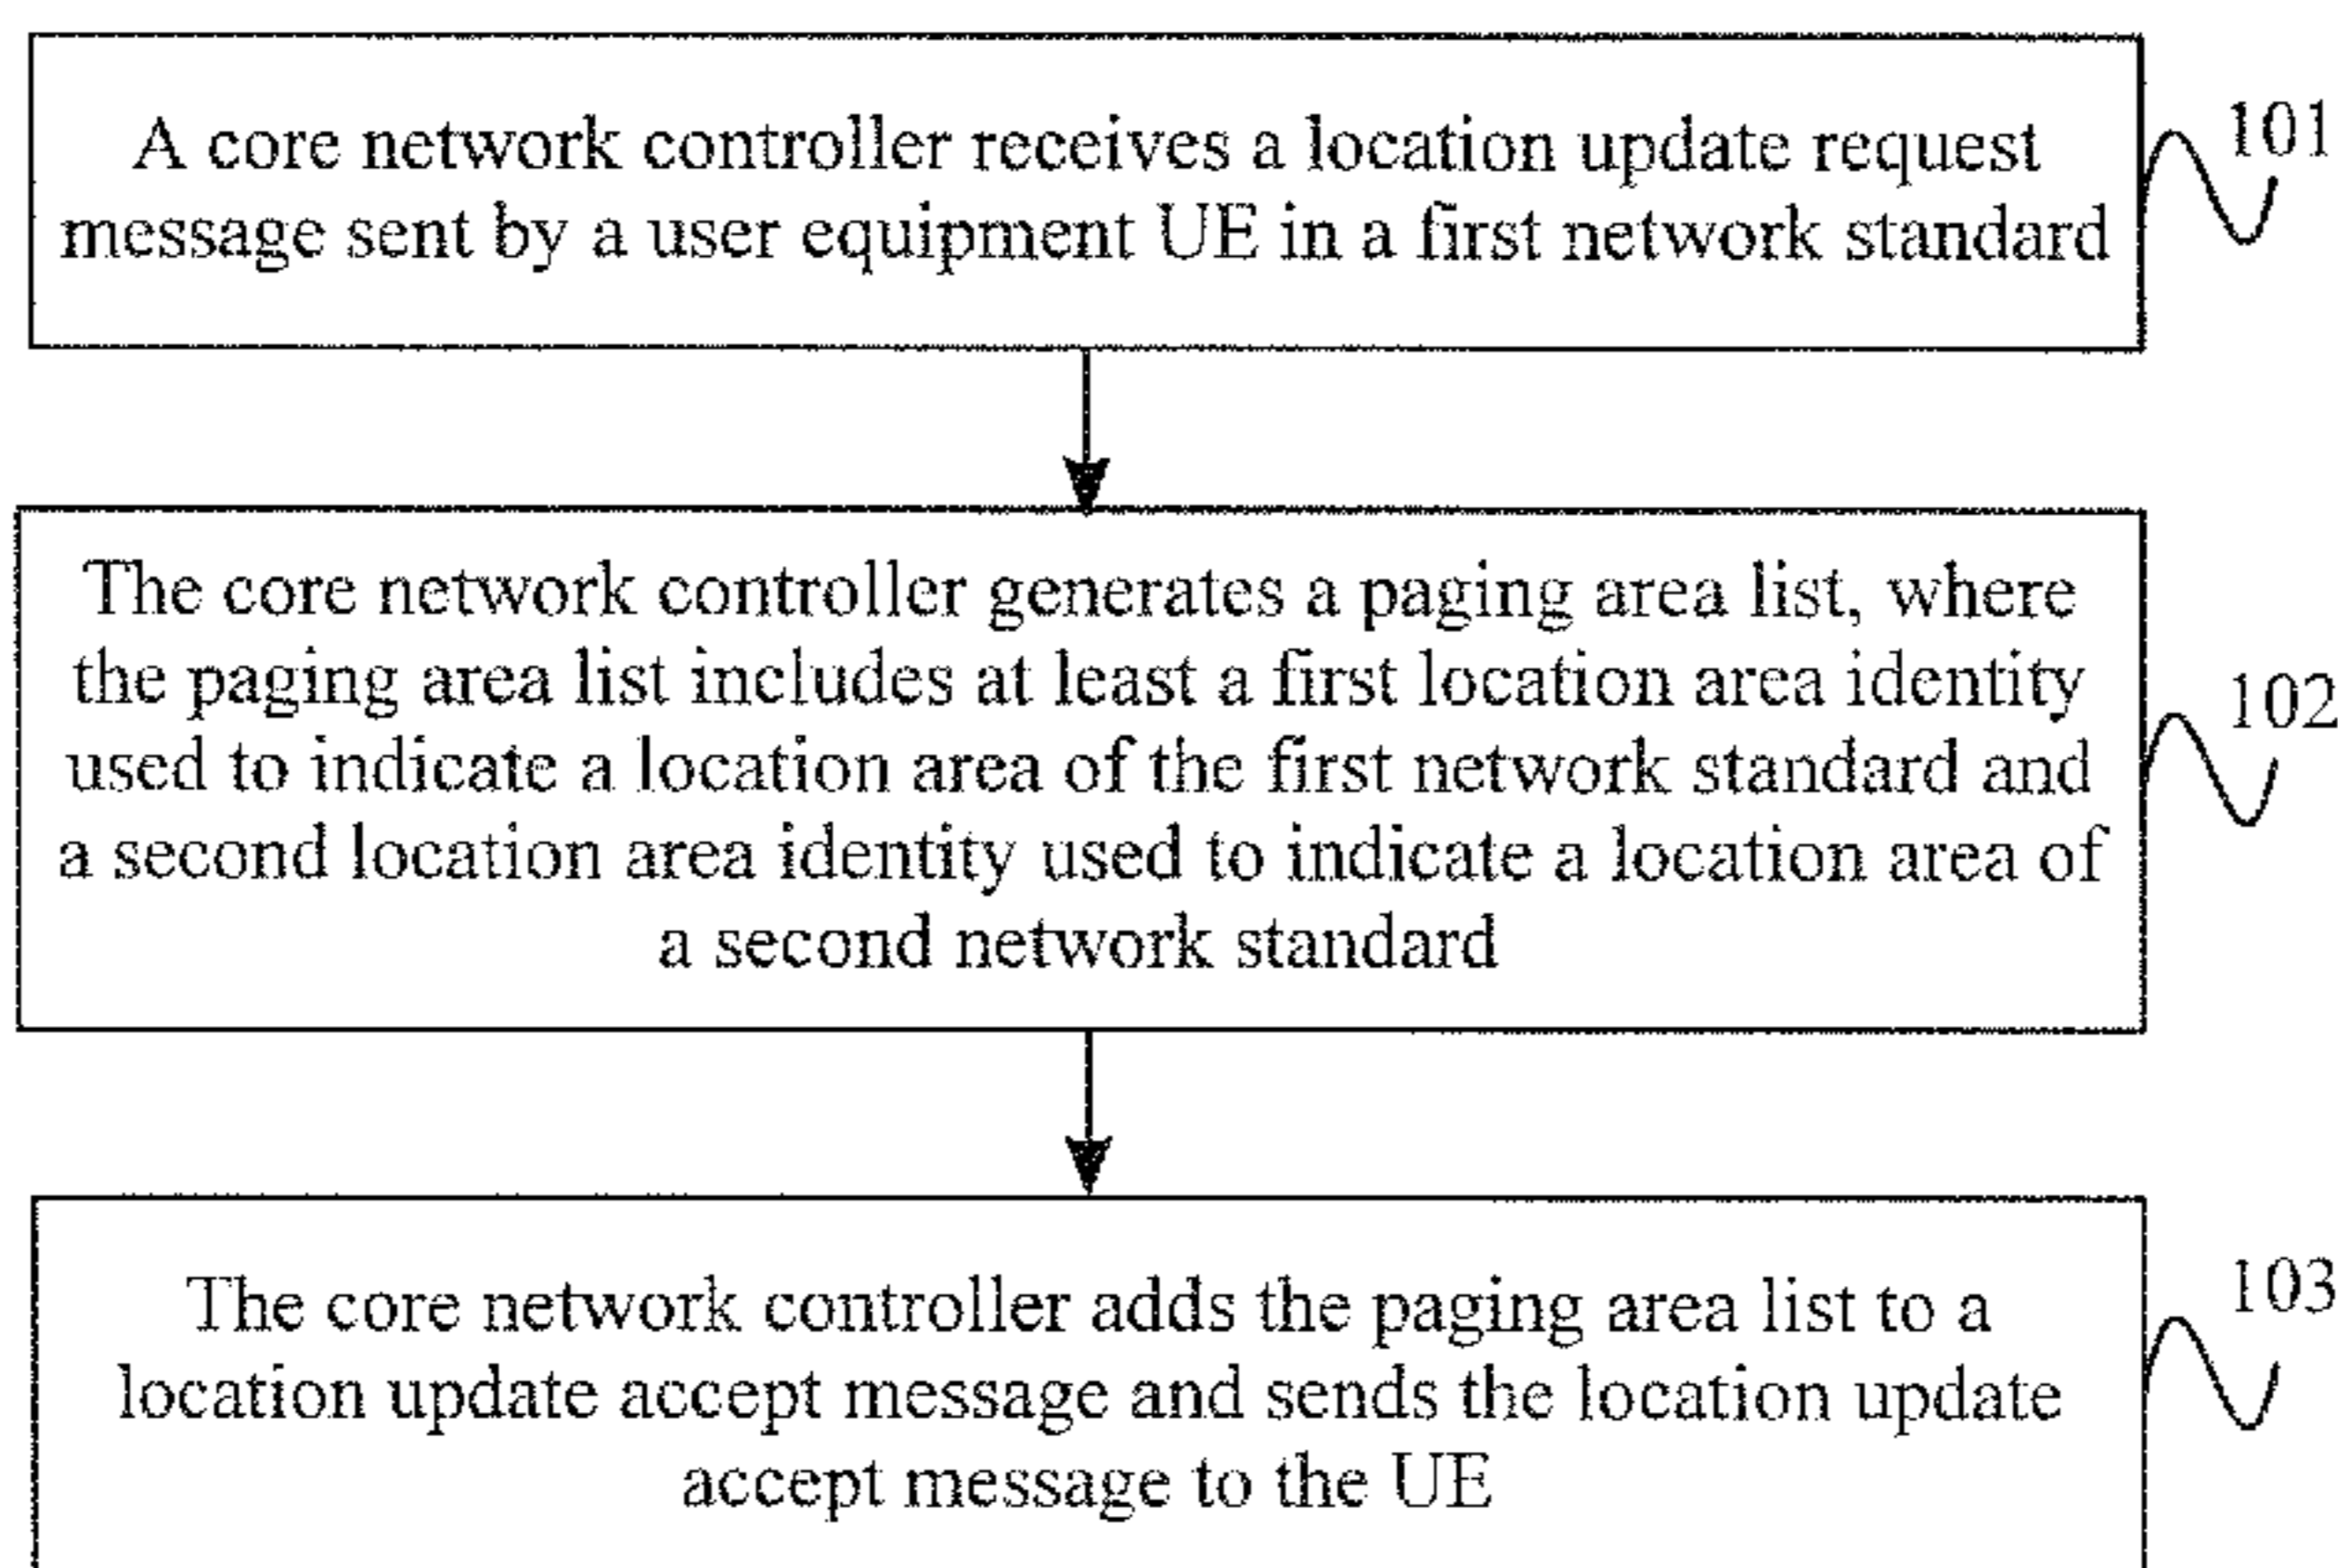 A core network controller receives a location update request
message sent by a user equipment UE in a first network standard
101
The core network controller generates a paging area list, where
the paging area list includes at least a first location area identity
used to indicate a location area of the first network standard and
a second location area identity used to indicate a location area of
a second network standard
102
The core network controller adds the paging area list to a
location update accept message and sends the location update
accept message to the UE
103